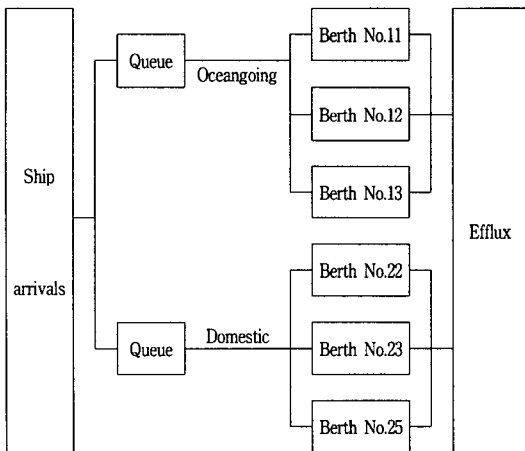 Ship
arrivals
Queue
Oceangoing
Berth No.11
Berth No.12
Berth No.13
Queue
Domestic
Berth No.22
Berth No.23
Berth No.25
Efflux